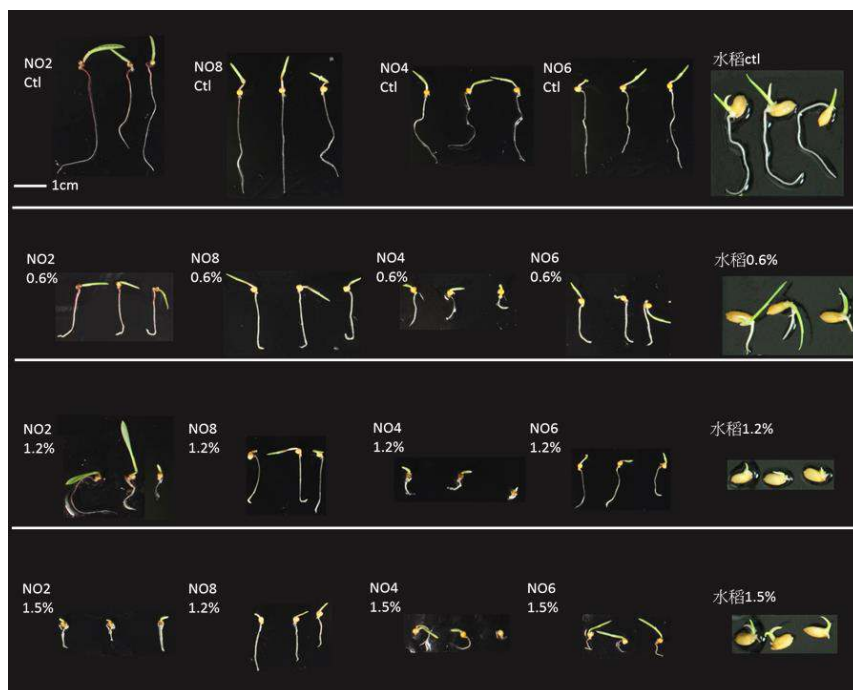 NO2
Ctl
NO8
Ctl
NO4
Ctl
NO6
Ctl
水稻ctl
1cm
NO2
0.6%
NO8
0.6%
NO4
0.6%
NO6
0.6%
水稻0.6%
NO2
1.2%
NO8
1.2%
NO4
1.2%
NO6
1.2%
水稻1.2%
NO2
1.5%
NO8
1.2%
NO4
1.5%
NO6
1.5%
水稻1.5%